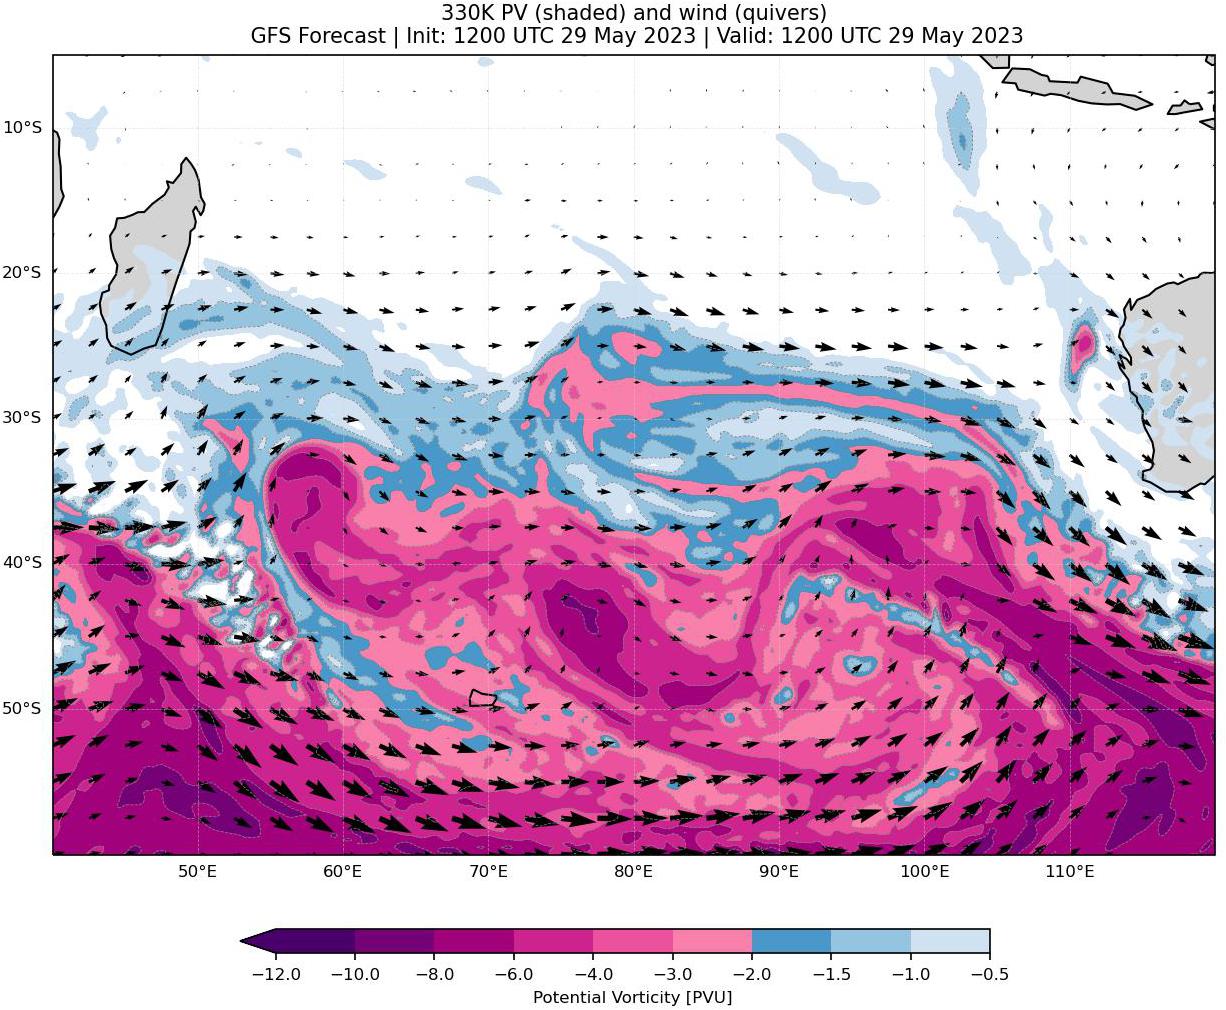 330K PV (shaded) and wind (quivers)
GFS Forecast | Init: 1200 UTC 29 May 2023 | Valid: 1200 UTC 29 May 2023
10°S
20°S
30°S
40°S
50°S
50°E 60°E 70°E 80°E 90°E 100°E 110°E
−12.0 −10.0 −8.0 −6.0 −4.0 −3.0 −2.0 −1.5 −1.0 −0.5
Potential Vorticity [PVU]